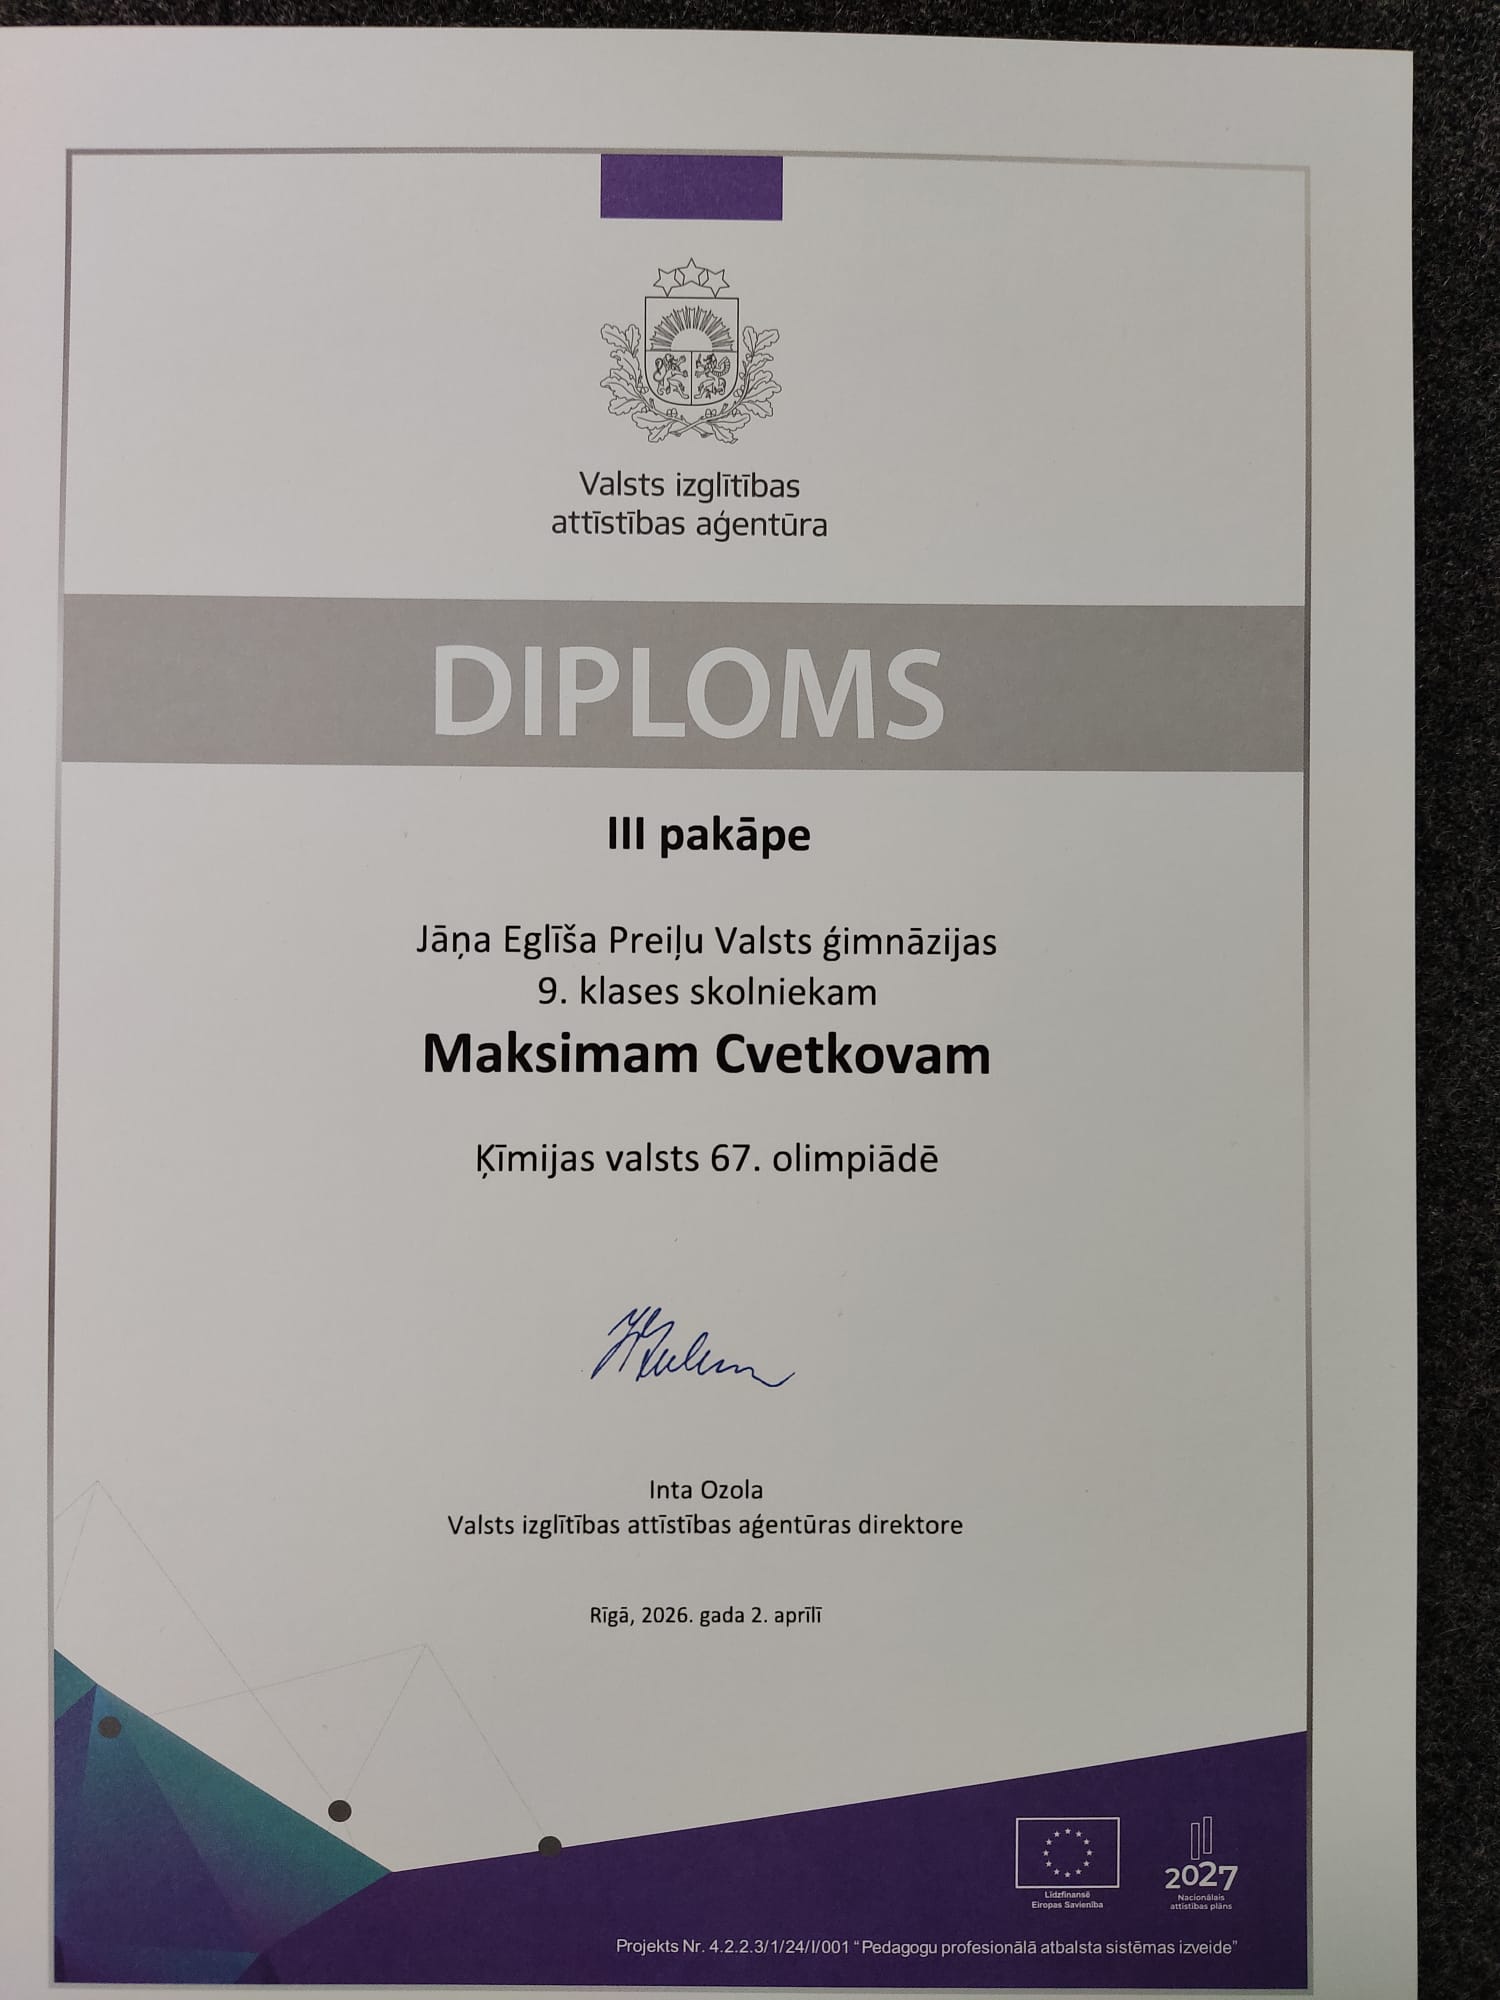 Valsts izglītības
attīstības aģentūra
DIPLOMS
III pakāpe
Jāņa Eglīša Preiļu Valsts ģimnāzijas
9. klases skolniekam
Maksimam Cvetkovam
Ķīmijas valsts 67. olimpiādē
Inta Ozola
Valsts izglītības attīstības aģentūras direktore
Rīgā, 2026. gada 2. aprīlī
Līdzfinansē
Eiropas Savienība
2027
Nacionālais
attīstības plāns
Projekts Nr. 4.2.2.3/1/24/I/001 “Pedagogu profesionālā atbalsta sistēmas izveide”